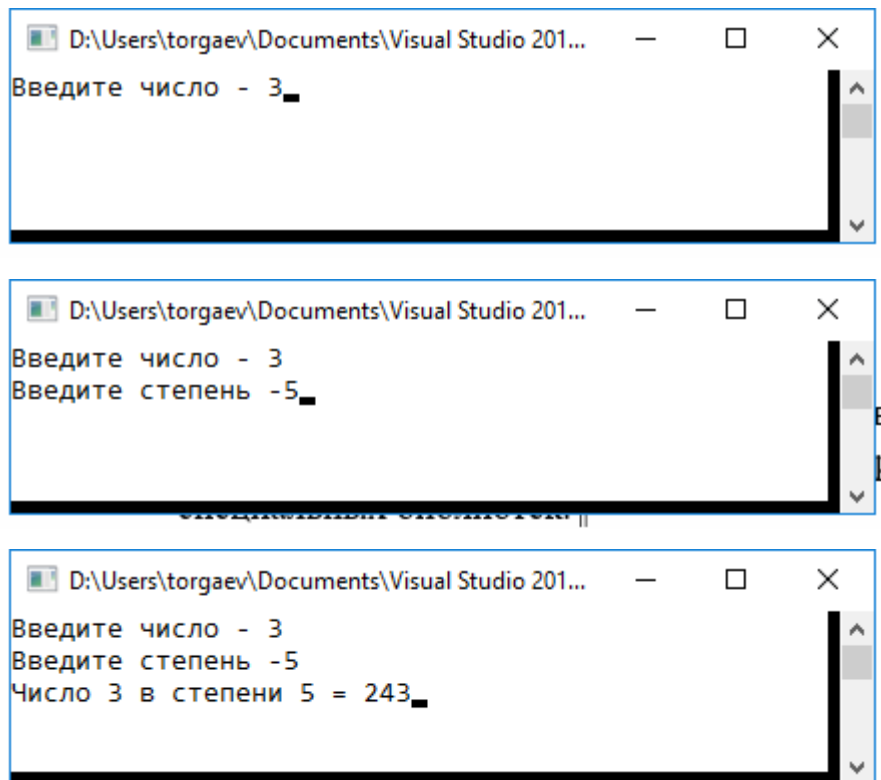 D:\Users\torgaev\Documents\Visual Studio 201...
Введите число - 3
D:\Users\torgaev\Documents\Visual Studio 201...
Введите число - 3
Введите степень -5
D:\Users\torgaev\Documents\Visual Studio 201...
Введите число - 3
Введите степень -5
Число 3 в степени 5 = 243